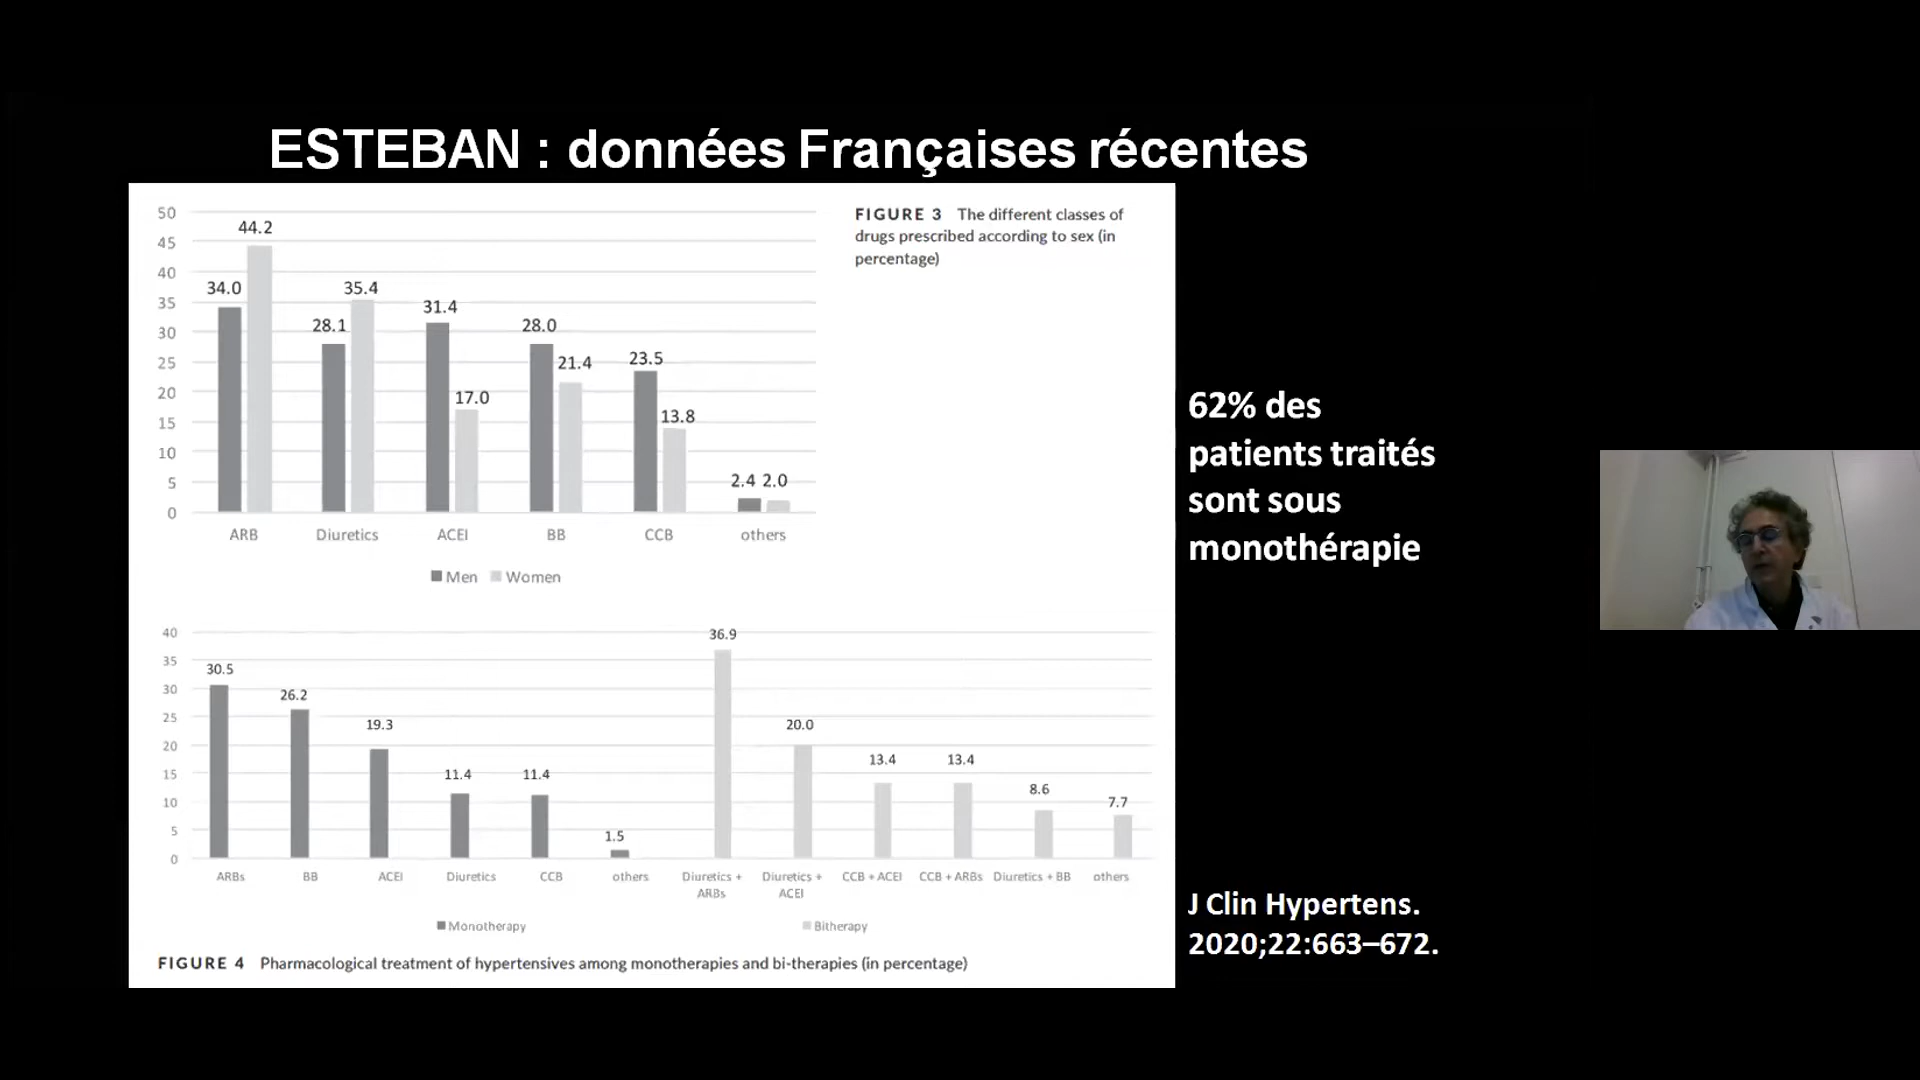 ESTEBAN : données Françaises récentes
50
45
40
35
30
25
20
15
10
5
0
34.0
44.2
28.1
35.4
31.4
17.0
28.0
21.4
23.5
13.8
2.4
2.0
ARB
Diuretics
ACEI
BB
CCB
others
Men
Women
FIGURE 3 The different classes of
drugs prescribed according to sex (in
percentage)
62% des
patients traités
sont sous
monothérapie
40
35
30
25
20
15
10
5
0
30.5
26.2
19.3
11.4
11.4
1.5
36.9
20.0
13.4
13.4
8.6
7.7
ARBs
BB
ACEI
Diuretics
CCB
others
Diuretics +
ARBs
Diuretics +
ACEI
CCB + ACEI
CCB + ARBs
Diuretics + BB
others
Monotherapy
Bitherapy
FIGURE 4 Pharmacological treatment of hypertensives among monotherapies and bi-therapies (in percentage)
J Clin Hypertens.
2020;22:663–672.